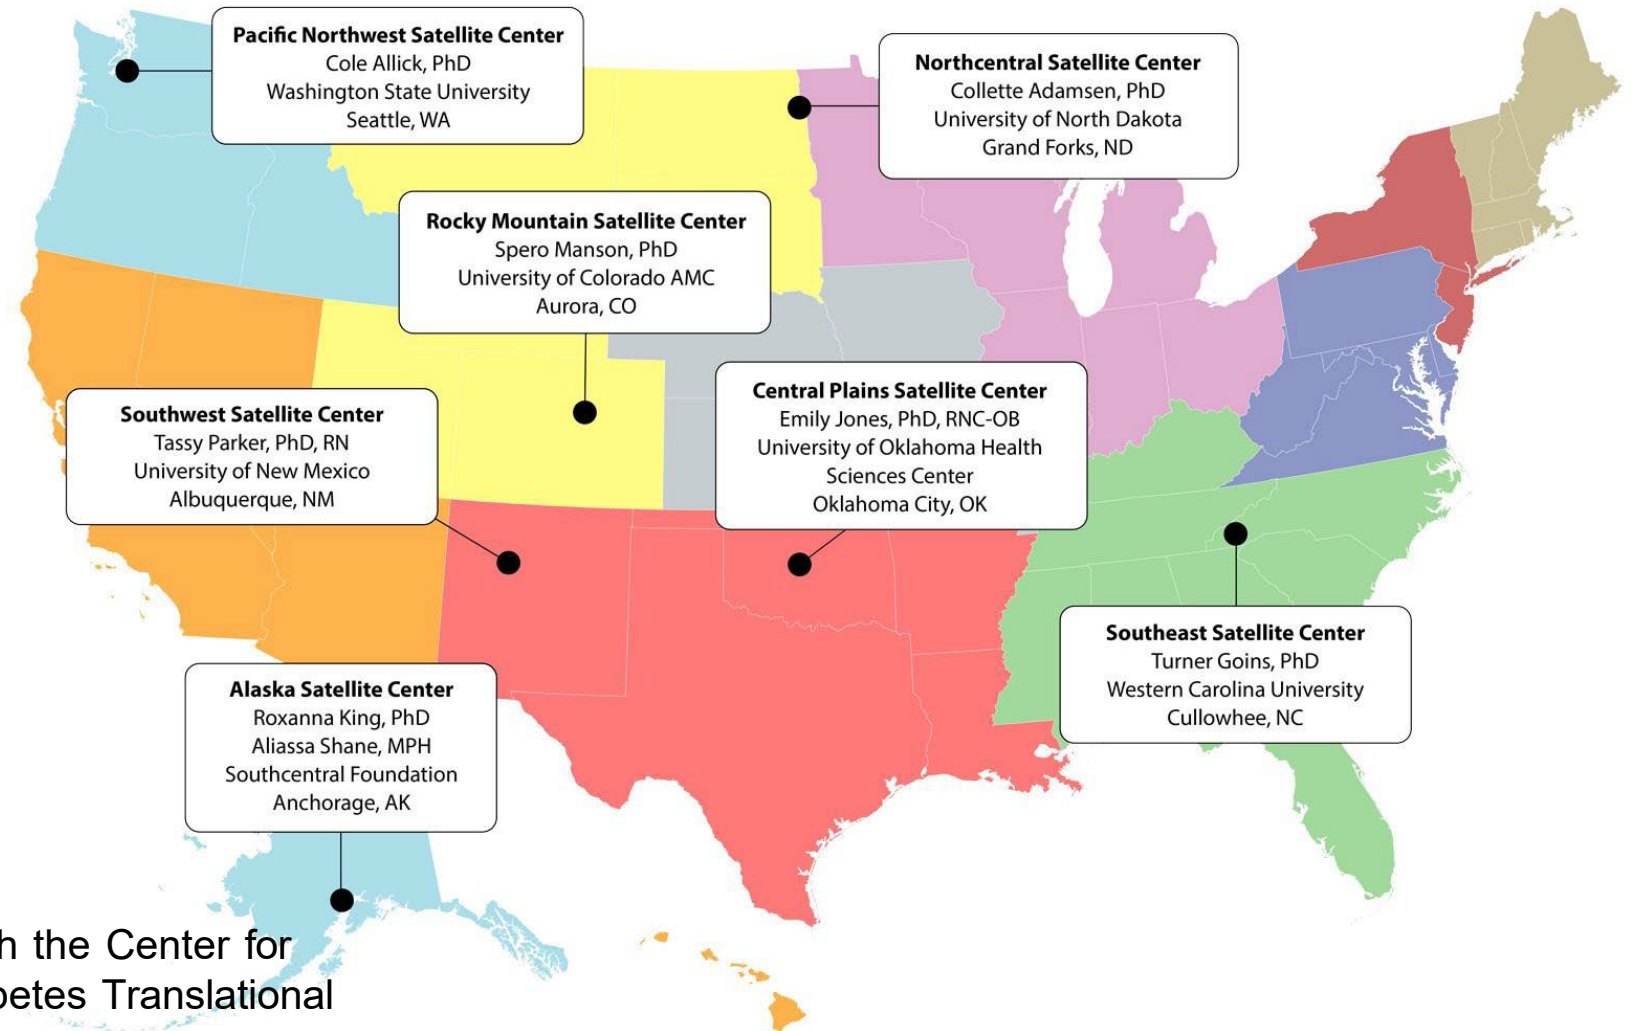 Pacific Northwest Satellite Center
Cole Allick, PhD
Washington State University
Seattle, WA
Northcentral Satellite Center
Collette Adamsen, PhD
University of North Dakota
Grand Forks, ND
Rocky Mountain Satellite Center
Spero Manson, PhD
University of Colorado AMC
Aurora, CO
Southwest Satellite Center
Tassy Parker, PhD, RN
University of New Mexico
Albuquerque, NM
Central Plains Satellite Center
Emily Jones, PhD, RNC-OB
University of Oklahoma Health
Sciences Center
Oklahoma City, OK
Southeast Satellite Center
Turner Goins, PhD
Western Carolina University
Cullowhee, NC
Alaska Satellite Center
Roxanna King, PhD
Aliassa Shane, MPH
Southcentral Foundation
Anchorage, AK
the Center for
Translational